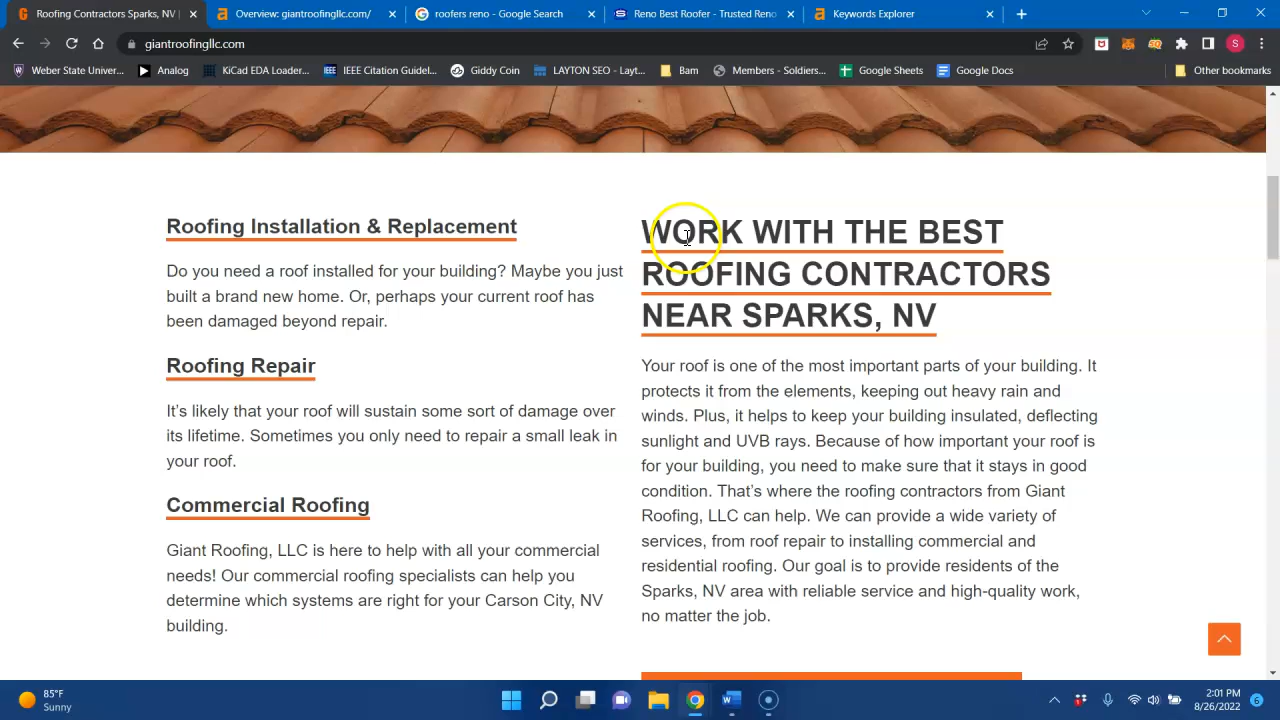 Roofing Contractors Sparks, NV |
Overview: giantroofingllc.com/
roofers reno - Google Search
Reno Best Roofer - Trusted Reno
Keywords Explorer
giantroofingllc.com
S
Weber State Univer...
Analog
KiCad EDA Loader...
IEEE Citation Guidel...
Giddy Coin
LAYTON SEO - Layt...
Bam
Members - Soldiers...
Google Sheets
Google Docs
Other bookmarks
Roofing Installation & Replacement
Do you need a roof installed for your building? Maybe you just
built a brand new home. Or, perhaps your current roof has
been damaged beyond repair.
Roofing Repair
It's likely that your roof will sustain some sort of damage over
its lifetime. Sometimes you only need to repair a small leak in
your roof.
Commercial Roofing
Giant Roofing, LLC is here to help with all your commercial
needs! Our commercial roofing specialists can help you
determine which systems are right for your Carson City, NV
building.
WORK WITH THE BEST
ROOFING CONTRACTORS
NEAR SPARKS, NV
Your roof is one of the most important parts of your building. It
protects it from the elements, keeping out heavy rain and
winds. Plus, it helps to keep your building insulated, deflecting
sunlight and UVB rays. Because of how important your roof is
for your building, you need to make sure that it stays in good
condition. That's where the roofing contractors from Giant
Roofing, LLC can help. We can provide a wide variety of
services, from roof repair to installing commercial and
residential roofing. Our goal is to provide residents of the
Sparks, NV area with reliable service and high-quality work,
no matter the job.
85°F
Sunny
2:01 PM
8/26/2022
6